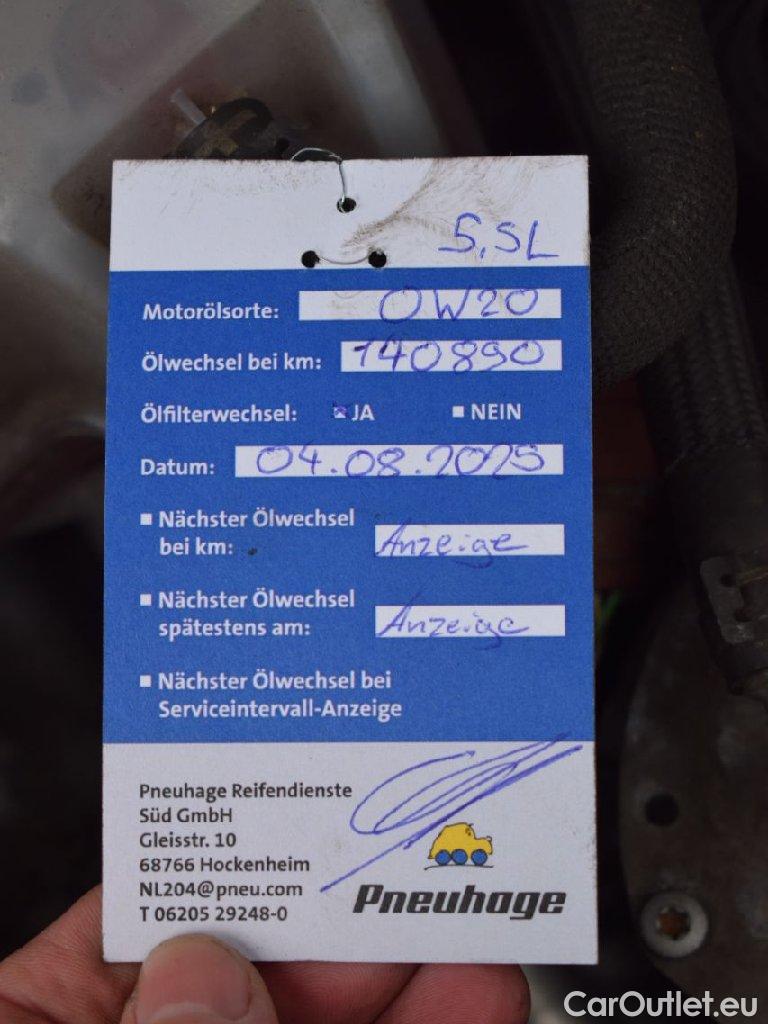 5,5L
Motorölsorte: 0W20
Ölwechsel bei km: 140890
Ölfilterwechsel: JA NEIN
Datum: 04.08.2025
Nächster Ölwechsel
bei km: Anzeige
Nächster Ölwechsel
spätestens am: Anzeige
Nächster Ölwechsel bei
Serviceintervall-Anzeige
Pneuhage Reifendienste
Süd GmbH
Gleisstr. 10
68766 Hockenheim
NL204@pneu.com
T 06205 29248-0
Pneuhage
CarOutlet.eu